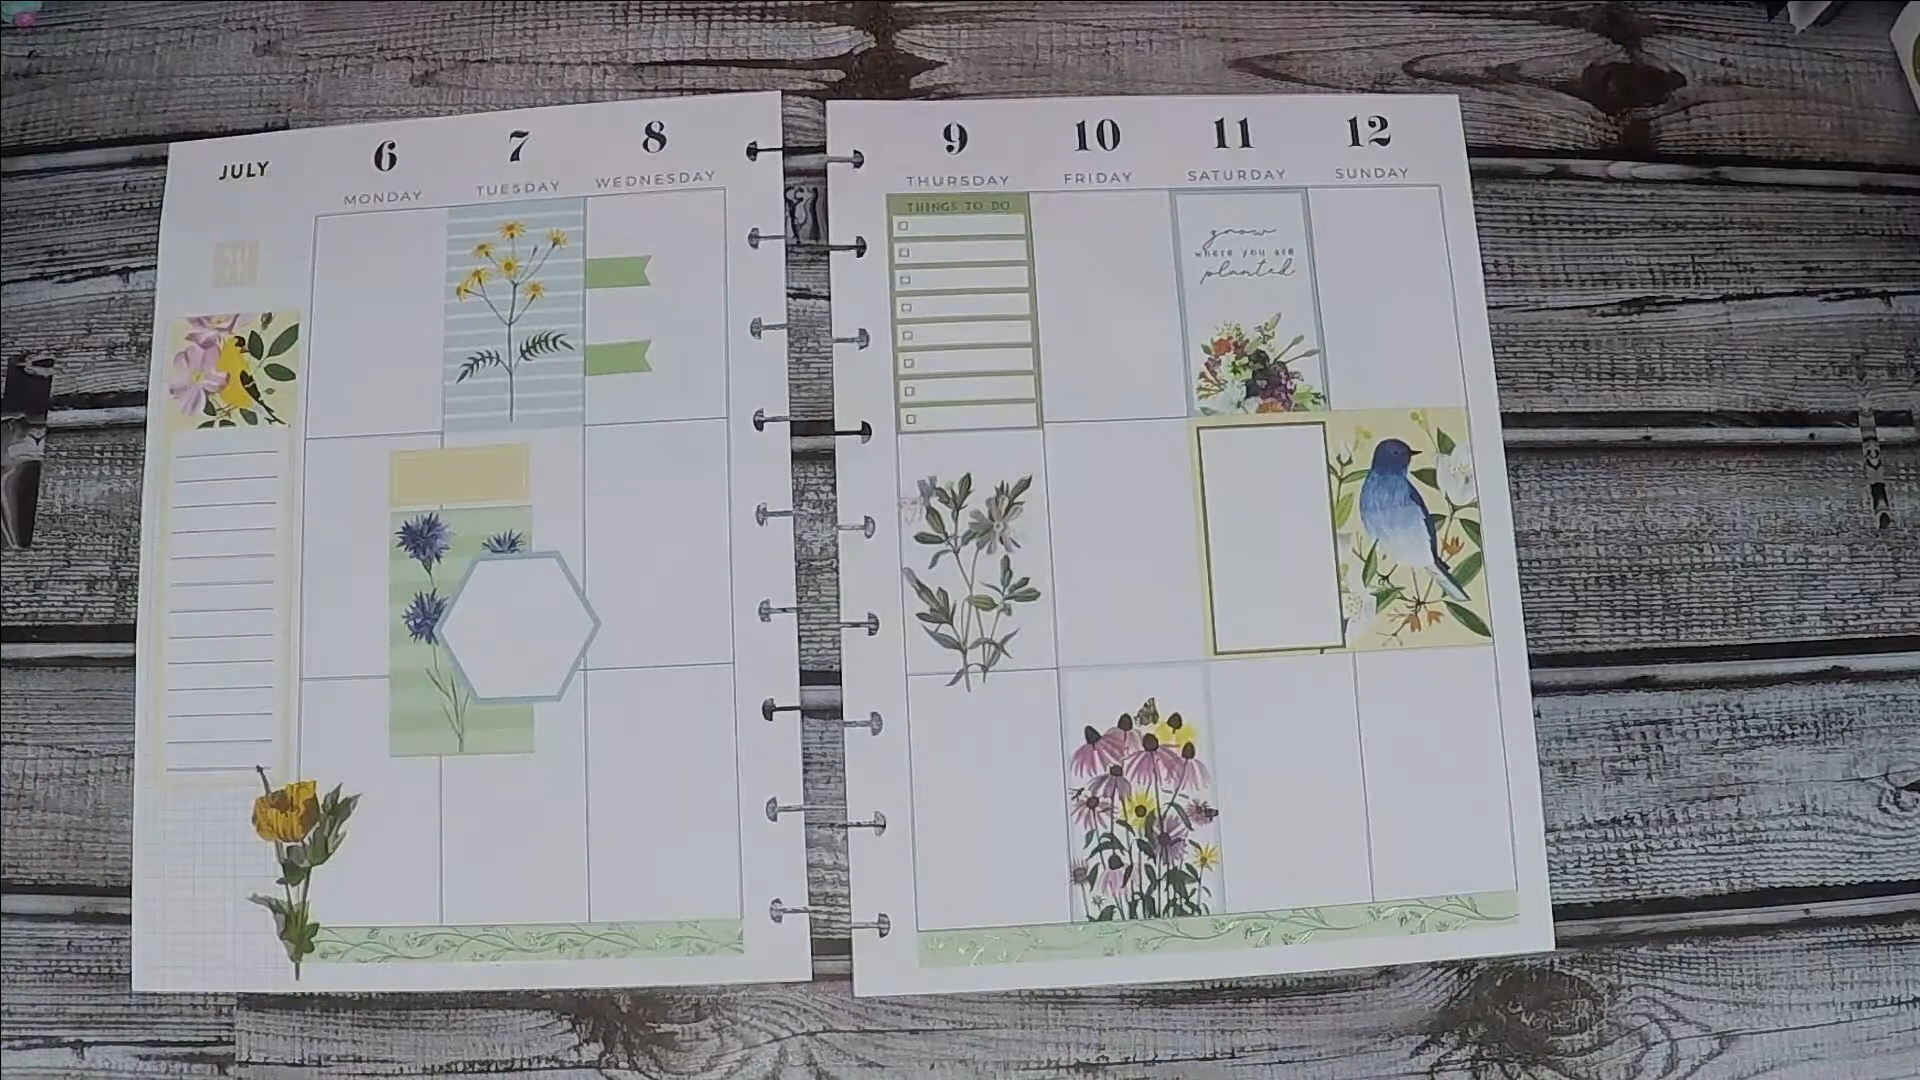 JULY
6
MONDAY
7
TUESDAY
8
WEDNESDAY
9
THURSDAY
10
FRIDAY
11
SATURDAY
12
SUNDAY
THINGS TO DO
grow
where you are
planted